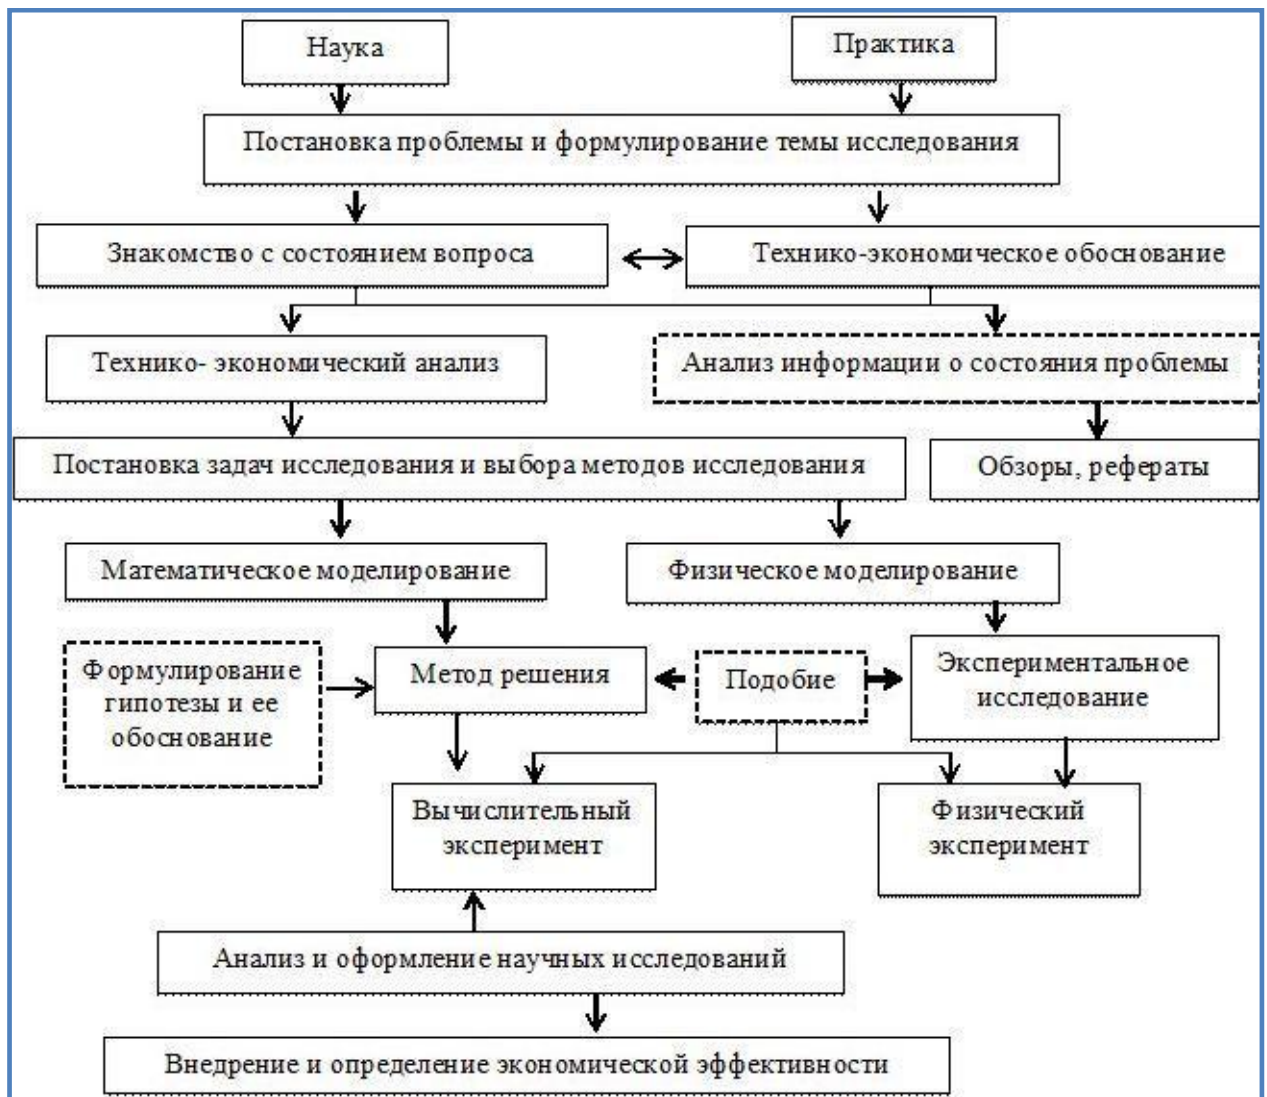 Наука
Практика
Постановка проблемы и формулирование темы исследования
Знакомство с состоянием вопроса
Технико-экономическое обоснование
Технико- экономический анализ
Анализ информации о состояния проблемы
Постановка задач исследования и выбора методов исследования
Обзоры, рефераты
Математическое моделирование
Физическое моделирование
Формулирование
гипотезы и ее
обоснование
Метод решения
Подобие
Экспериментальное
исследование
Вычислительный
эксперимент
Физический
эксперимент
Анализ и оформление научных исследований
Внедрение и определение экономической эффективности